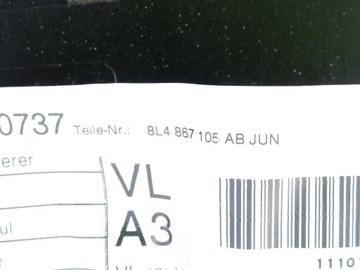 0737 Teile-Nr.: 8L4 867 105 AB JUN
erer
VL
ul
A3
1110